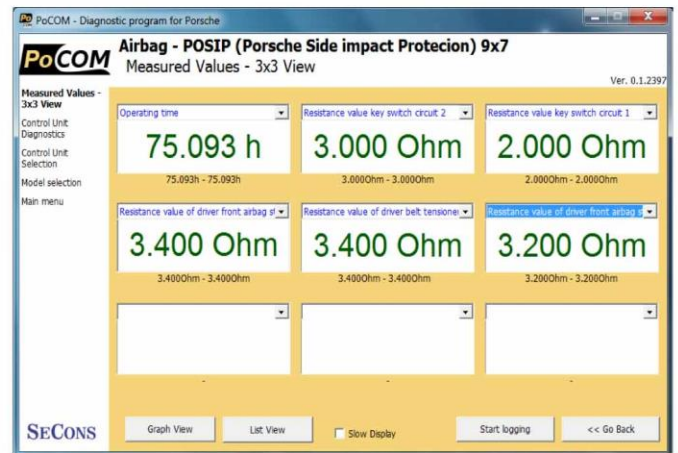 PoCOM - Diagnostic program for Porsche
PoCOM
Airbag - POSIP (Porsche Side impact Protecion) 9x7
Measured Values - 3x3 View
Ver. 0.1.2397
Measured Values -
3x3 View
Control Unit
Diagnostics
Control Unit
Selection
Model selection
Main menu
Operating time
Resistance value key switch circuit 2
Resistance value key switch circuit 1
75.093 h
3.000 Ohm
2.000 Ohm
75.093h - 75.093h
3.000Ohm - 3.000Ohm
2.000Ohm - 2.000Ohm
Resistance value of driver front airbag st
Resistance value of driver belt tensioner
Resistance value of driver front airbag s
3.400 Ohm
3.400 Ohm
3.200 Ohm
3.400Ohm - 3.400Ohm
3.400Ohm - 3.400Ohm
3.200Ohm - 3.200Ohm
-
-
-
SECONS
Graph View
List View
Slow Display
Start logging
<< Go Back